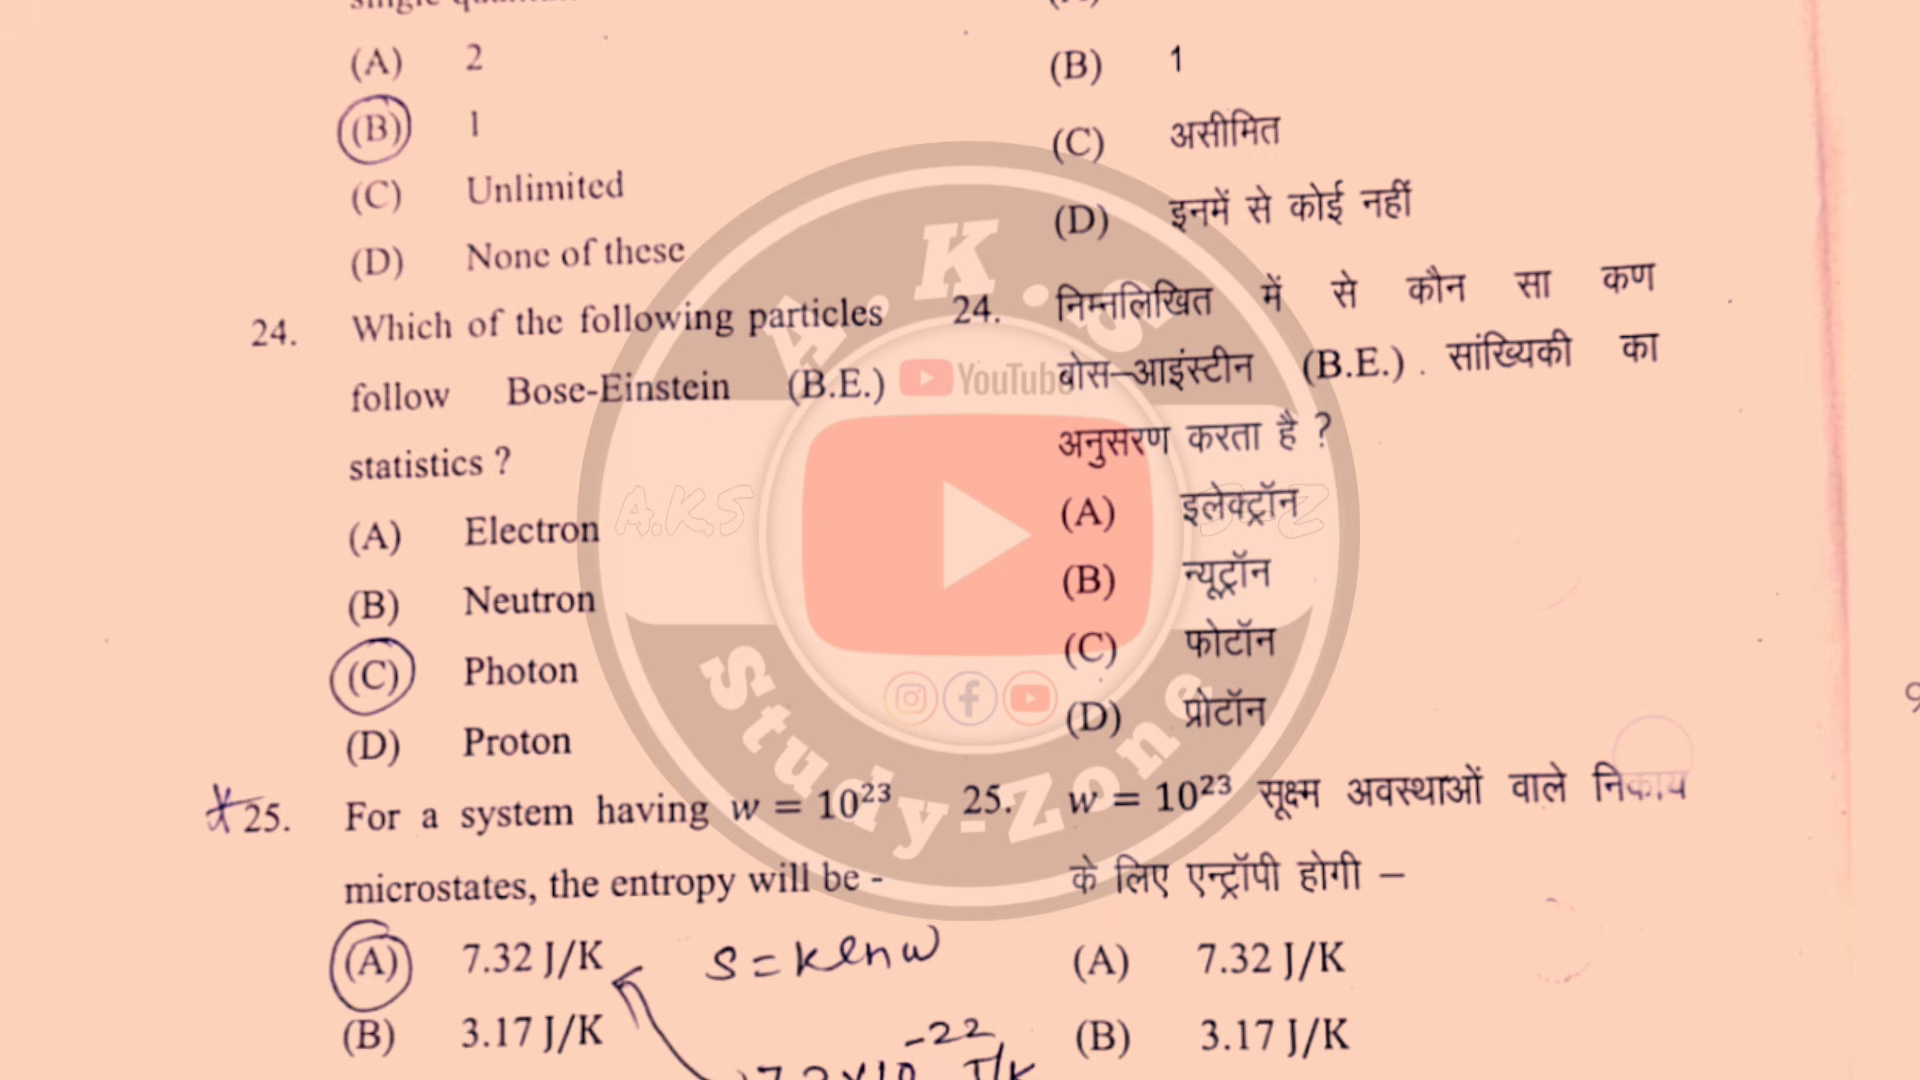 (A) 2
(B) 1
(C) Unlimited
(D) None of these
24. Which of the following particles
follow Bose-Einstein (B.E.)
statistics ?
(A) Electron
(B) Neutron
(C) Photon
(D) Proton
25. For a system having w = 10²³
microstates, the entropy will be -
(A) 7.32 J/K
S = k ln w
(B) 3.17 J/K
(B) 1
(C) असीमित
(D) इनमें से कोई नहीं
24. निम्नलिखित में से कौन सा कण
बोस–आइंस्टीन (B.E.) सांख्यिकी का
अनुसरण करता है ?
(A) इलेक्ट्रॉन
(B) न्यूट्रॉन
(C) फोटॉन
(D) प्रोटॉन
25. w = 10²³ सूक्ष्म अवस्थाओं वाले निकाय
के लिए एन्ट्रॉपी होगी –
(A) 7.32 J/K
(B) 3.17 J/K
A.K.S
YouTube
A.K.S S-Z
Study-Zone